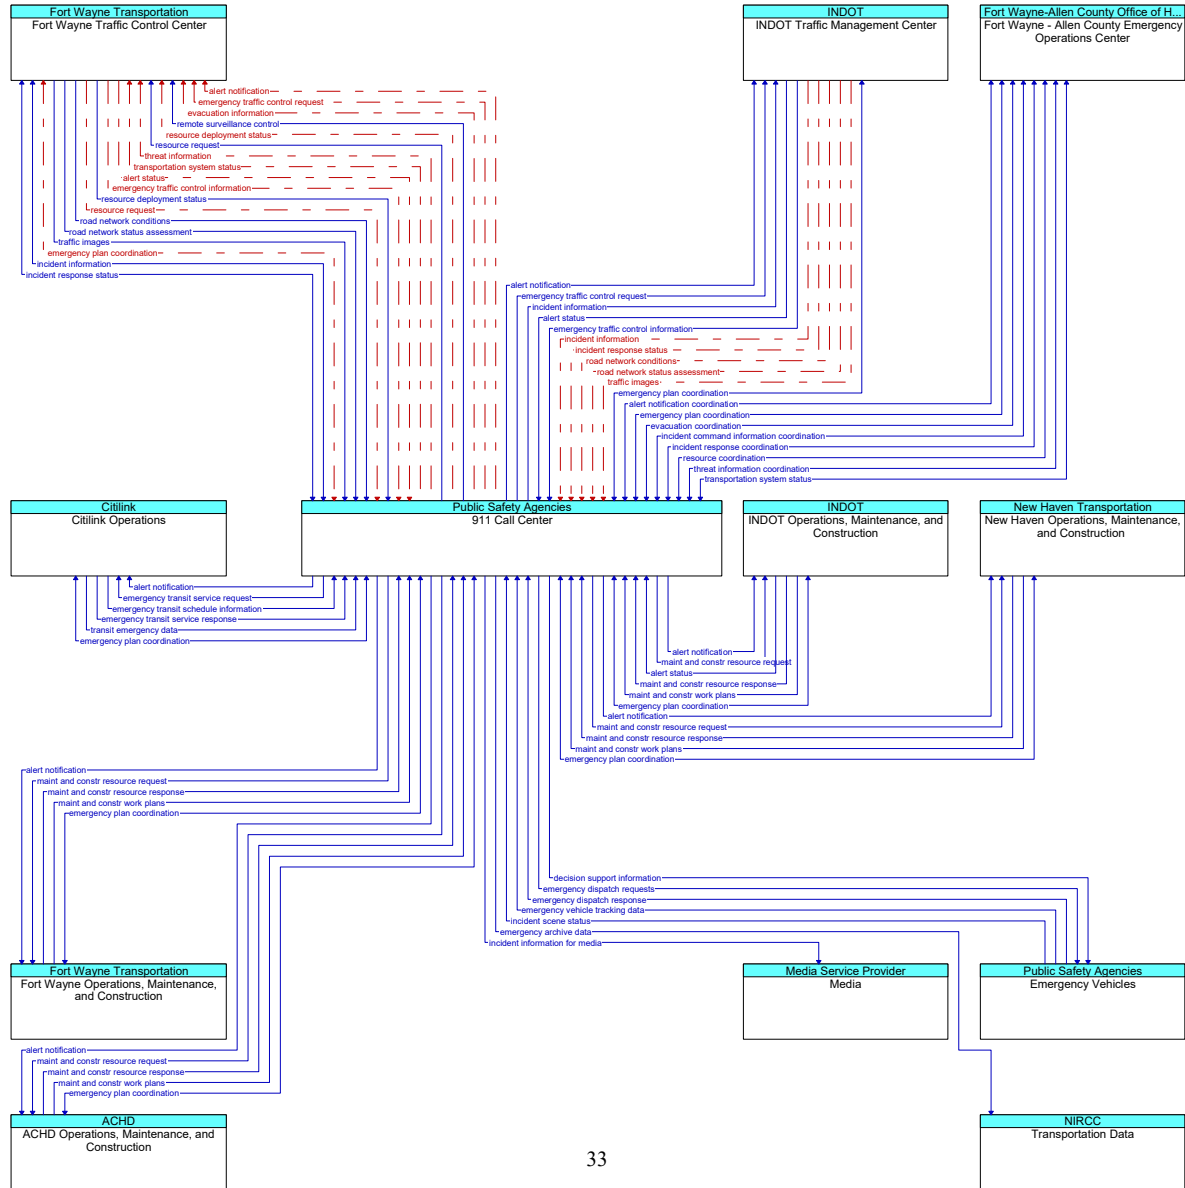 Fort Wayne Transportation
Fort Wayne Traffic Control Center
INDOT
INDOT Traffic Management Center
Fort Wayne-Allen County Office of H...
Fort Wayne - Allen County Emergency
Operations Center
alert notification
emergency traffic control request
evacuation information
remote surveillance control
resource deployment status
resource request
threat information
transportation system status
alert status
emergency traffic control information
resource deployment status
resource request
road network conditions
road network status assessment
traffic images
emergency plan coordination
incident information
incident response status
alert notification
emergency traffic control request
incident information
alert status
emergency traffic control information
incident information
incident response status
road network conditions
road network status assessment
traffic images
emergency plan coordination
alert notification coordination
emergency plan coordination
evacuation coordination
incident command information coordination
incident response coordination
resource coordination
threat information coordination
transportation system status
Citilink
Citilink Operations
Public Safety Agencies
911 Call Center
INDOT
INDOT Operations, Maintenance, and
Construction
New Haven Transportation
New Haven Operations, Maintenance,
and Construction
alert notification
emergency transit service request
emergency transit schedule information
emergency transit service response
transit emergency data
emergency plan coordination
alert notification
maint and constr resource request
alert status
maint and constr resource response
maint and constr work plans
emergency plan coordination
alert notification
maint and constr resource request
maint and constr resource response
maint and constr work plans
emergency plan coordination
alert notification
maint and constr resource request
maint and constr resource response
maint and constr work plans
emergency plan coordination
decision support information
emergency dispatch requests
emergency dispatch response
emergency vehicle tracking data
incident scene status
emergency archive data
incident information for media
Fort Wayne Transportation
Fort Wayne Operations, Maintenance,
and Construction
Media Service Provider
Media
Public Safety Agencies
Emergency Vehicles
alert notification
maint and constr resource request
maint and constr resource response
maint and constr work plans
emergency plan coordination
ACHD
ACHD Operations, Maintenance, and
Construction
NIRCC
Transportation Data
33